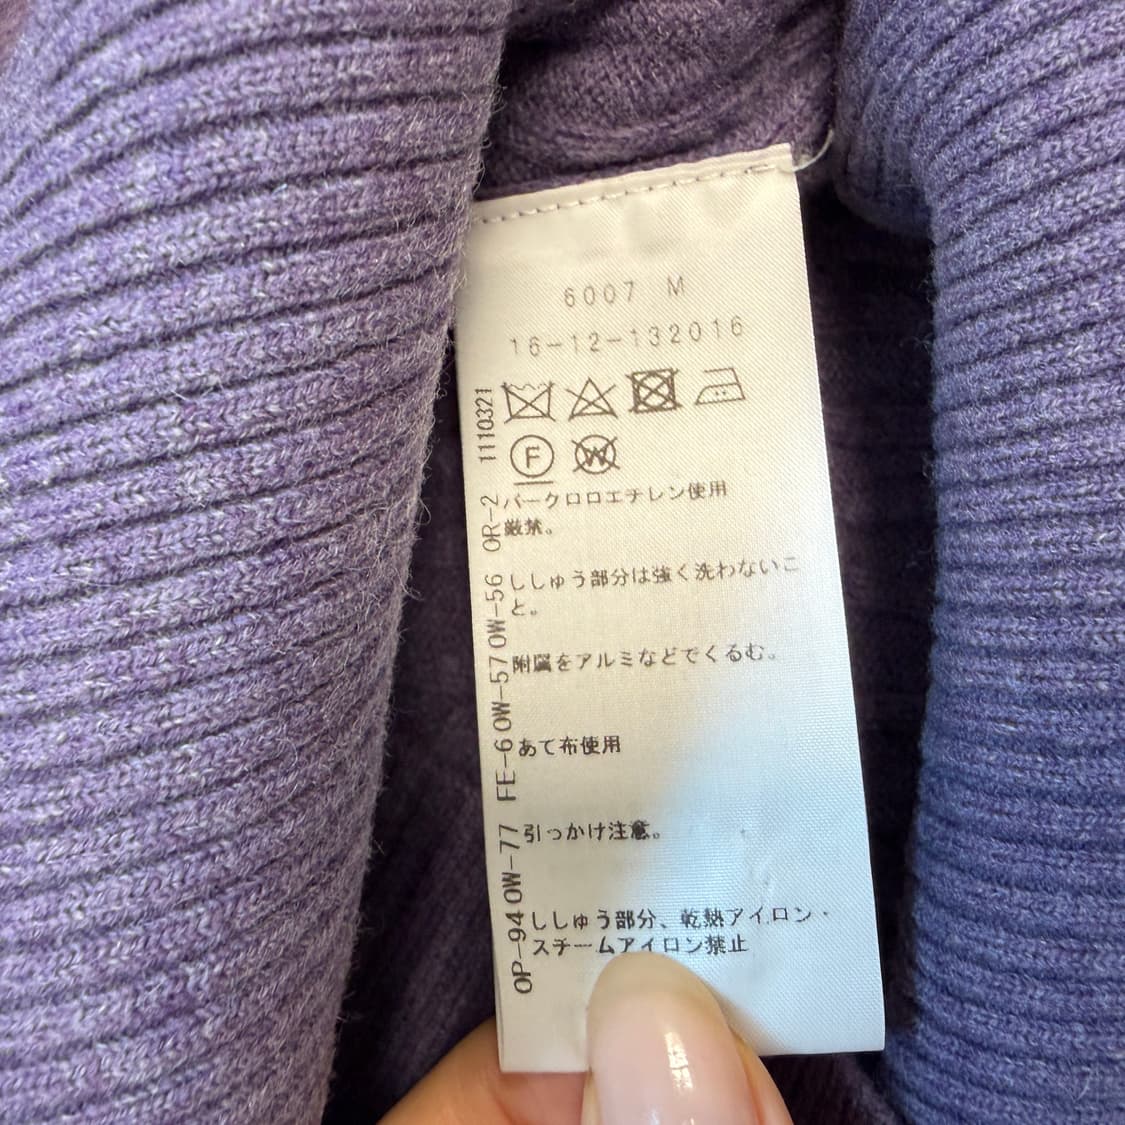 6007 M
16-12-132016
F
W
パークロロエチレン使用
厳禁。
ししゅう部分は強く洗わないこ
と。
附属をアルミなどでくるむ。
あて布使用
引っかけ注意。
ししゅう部分、乾熱アイロン・
スチームアイロン禁止
OP-94 OW-77 FE-6 OW-57 OW-56 OR-2 1110321